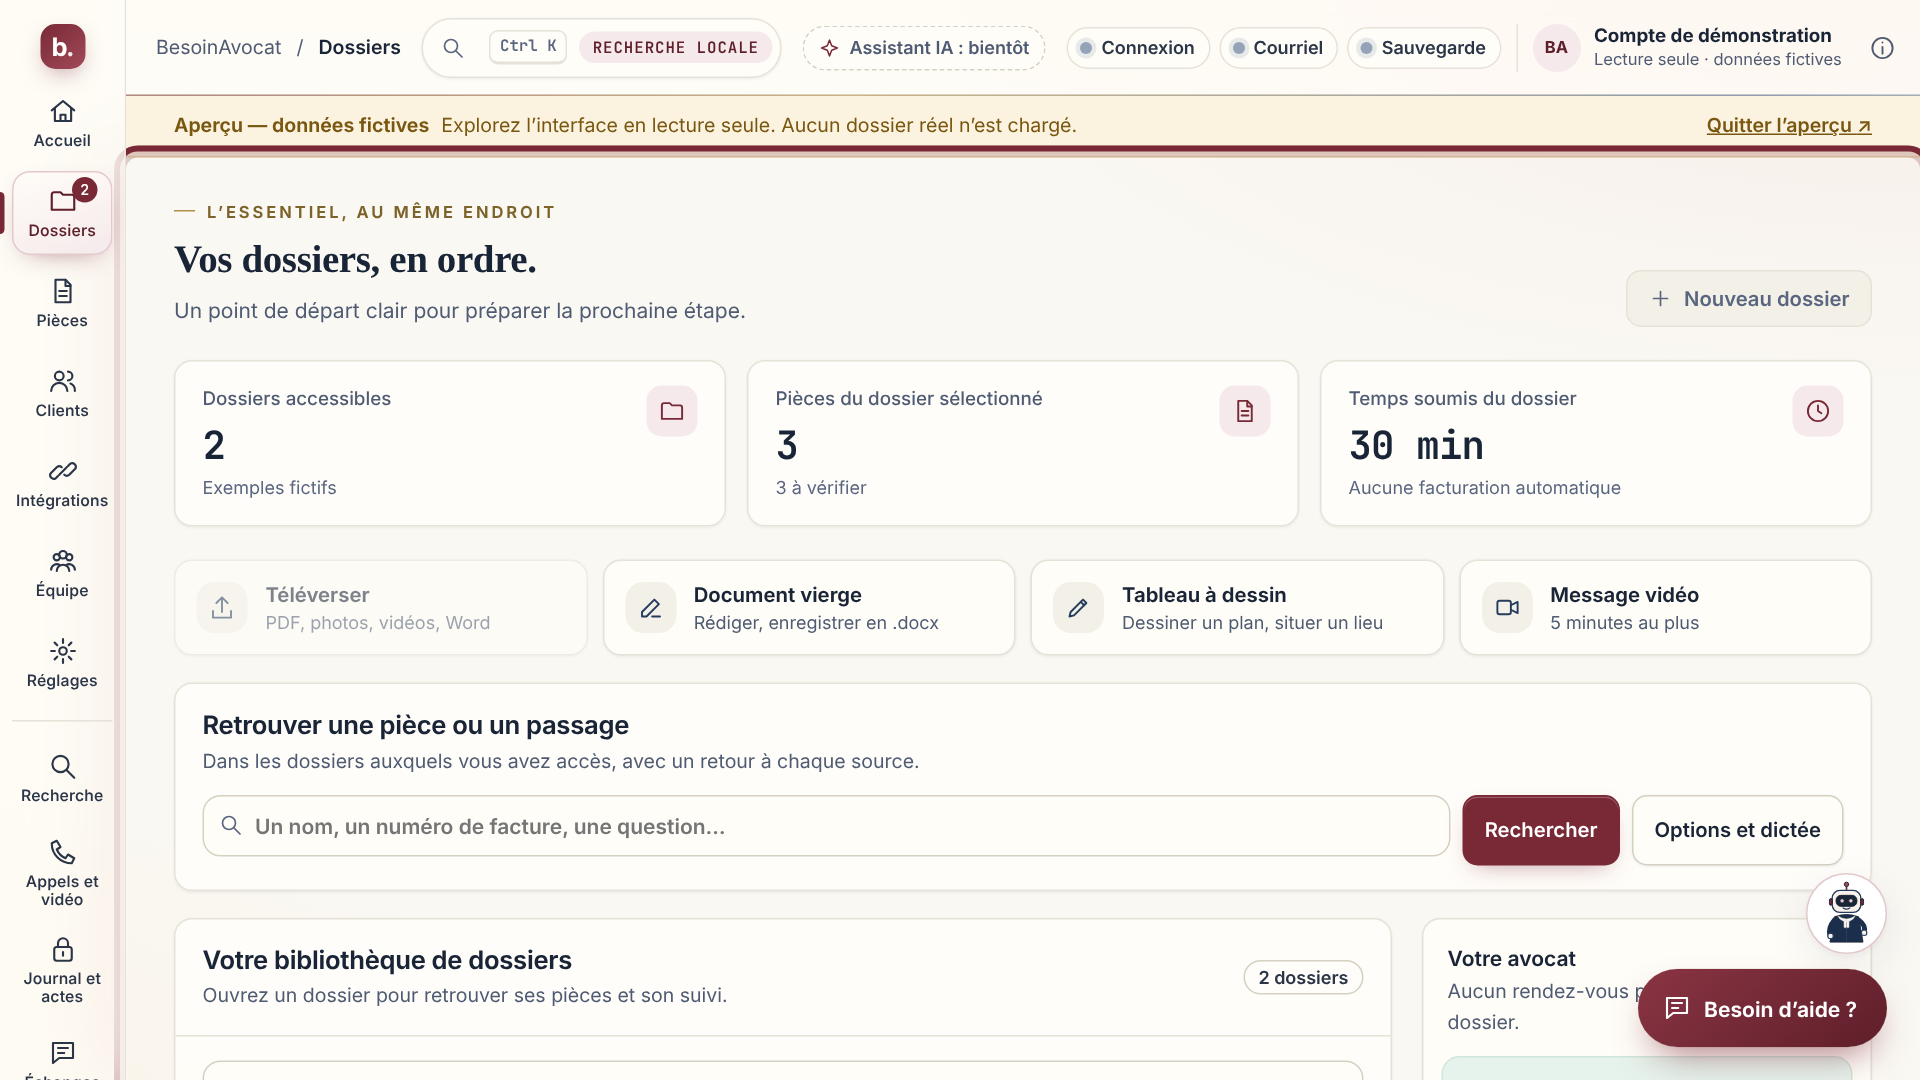 b.
Accueil
2
Dossiers
Pièces
Clients
Intégrations
Équipe
Réglages
Recherche
Appels et
vidéo
Journal et
actes
BesoinAvocat / Dossiers
Ctrl K
RECHERCHE LOCALE
Assistant IA : bientôt
Connexion
Courriel
Sauvegarde
BA
Compte de démonstration
Lecture seule · données fictives
Aperçu — données fictives Explorez l’interface en lecture seule. Aucun dossier réel n’est chargé.
Quitter l’aperçu ↗
L’ESSENTIEL, AU MÊME ENDROIT
Vos dossiers, en ordre.
Un point de départ clair pour préparer la prochaine étape.
+ Nouveau dossier
Dossiers accessibles
2
Exemples fictifs
Pièces du dossier sélectionné
3
3 à vérifier
Temps soumis du dossier
30 min
Aucune facturation automatique
Téléverser
PDF, photos, vidéos, Word
Document vierge
Rédiger, enregistrer en .docx
Tableau à dessin
Dessiner un plan, situer un lieu
Message vidéo
5 minutes au plus
Retrouver une pièce ou un passage
Dans les dossiers auxquels vous avez accès, avec un retour à chaque source.
Un nom, un numéro de facture, une question...
Rechercher
Options et dictée
Votre bibliothèque de dossiers
Ouvrez un dossier pour retrouver ses pièces et son suivi.
2 dossiers
Votre avocat
Aucun rendez-vous
dossier.
Besoin d’aide ?